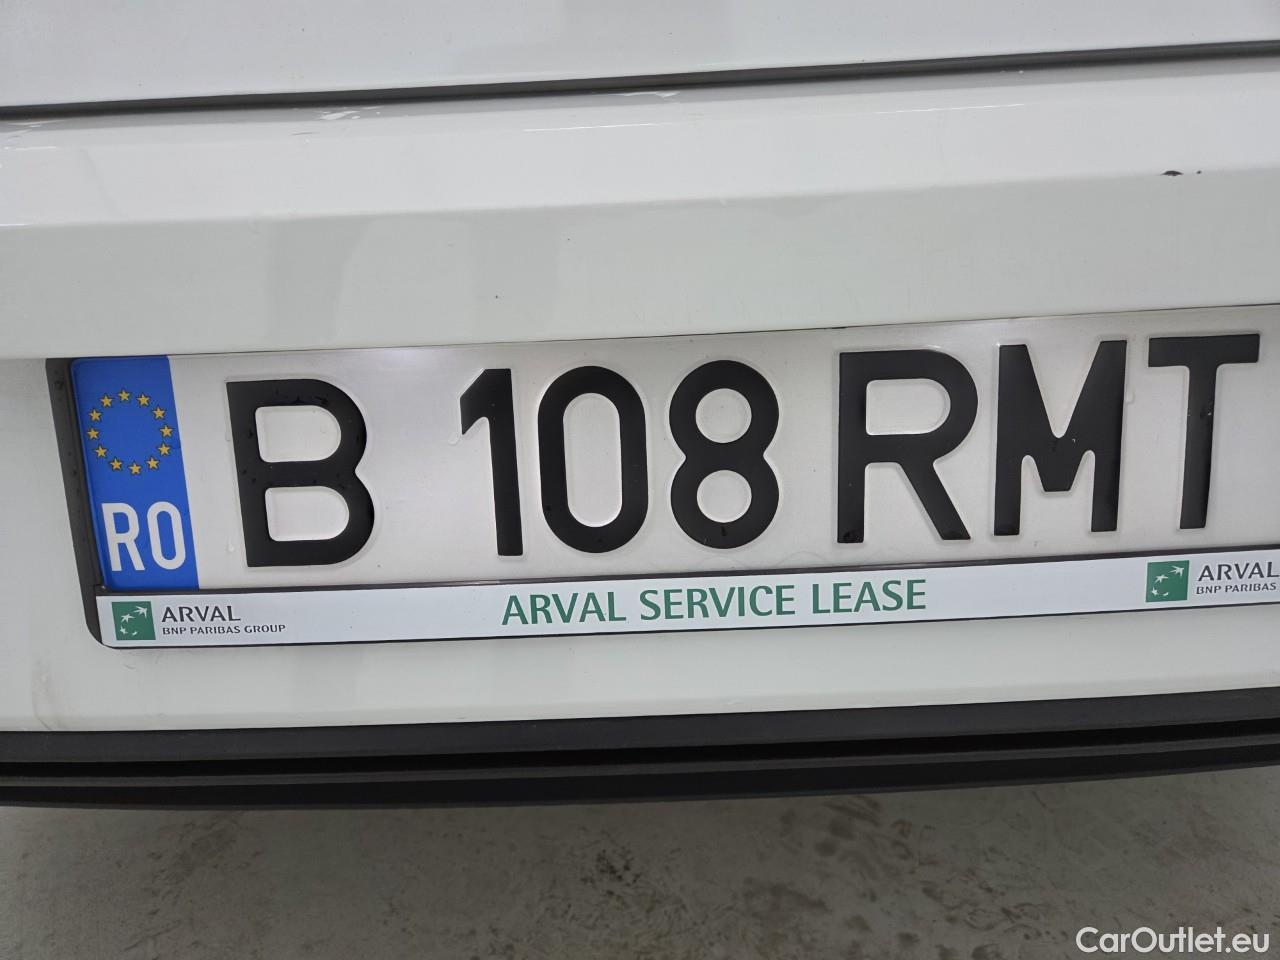 RO B 108 RMT
ARVAL
BNP PARIBAS GROUP
ARVAL SERVICE LEASE
ARVAL
BNP PARIBAS
CarOutlet.eu